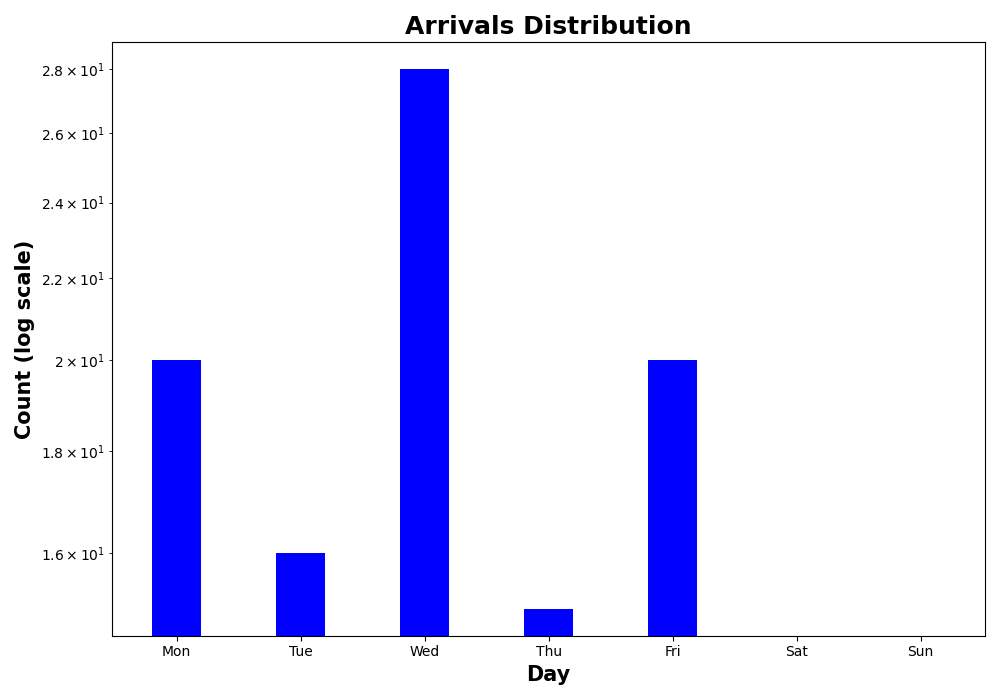 Arrivals Distribution
2.8 × 10¹
2.6 × 10¹
2.4 × 10¹
2.2 × 10¹
2 × 10¹
1.8 × 10¹
1.6 × 10¹
Count (log scale)
Mon Tue Wed Thu Fri Sat Sun
Day